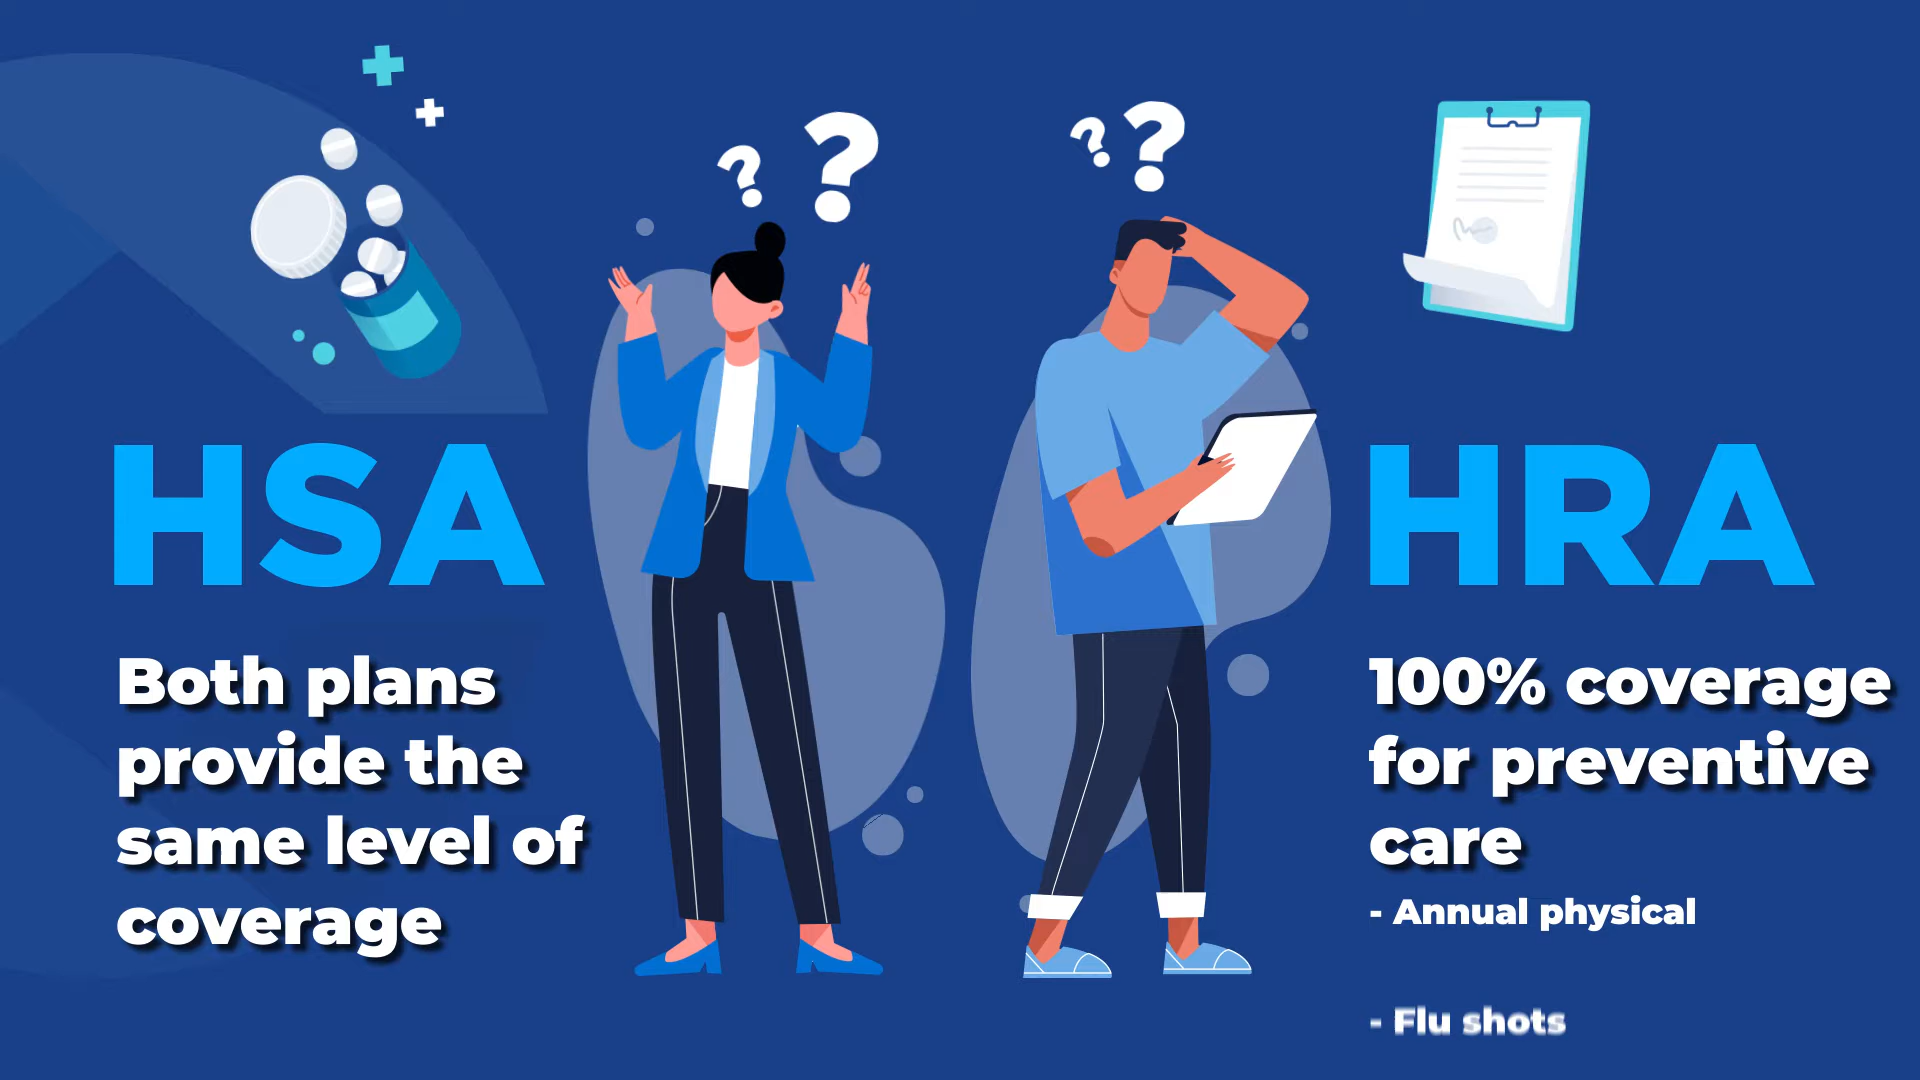 HSA
Both plans
provide the
same level of
coverage
HRA
100% coverage
for preventive
care
- Annual physical
- Flu shots
? ?
? ?